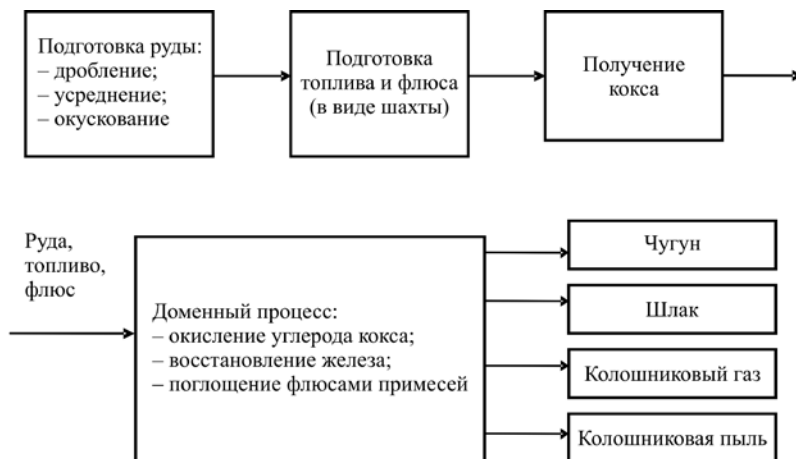 Подготовка руды:
– дробление;
– усреднение;
– окускование
Подготовка
топлива и флюса
(в виде шахты)
Получение
кокса
Руда,
топливо,
флюс
Доменный процесс:
– окисление углерода кокса;
– восстановление железа;
– поглощение флюсами примесей
Чугун
Шлак
Колошниковый газ
Колошниковая пыль